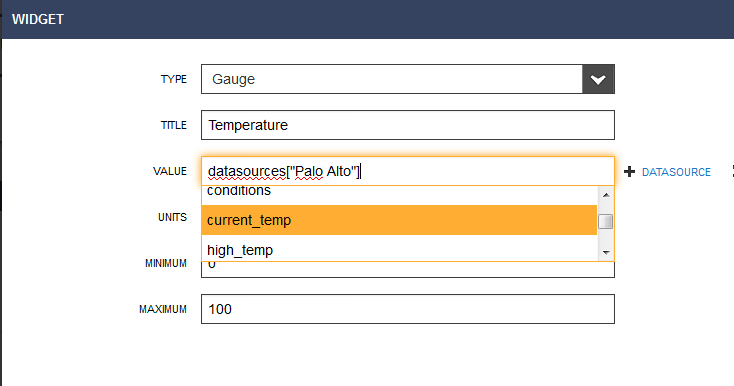 WIDGET
TYPE Gauge
TITLE Temperature
VALUE datasources["Palo Alto"] DATASOURCE
conditions
UNITS current_temp
high_temp
MINIMUM 0
MAXIMUM 100